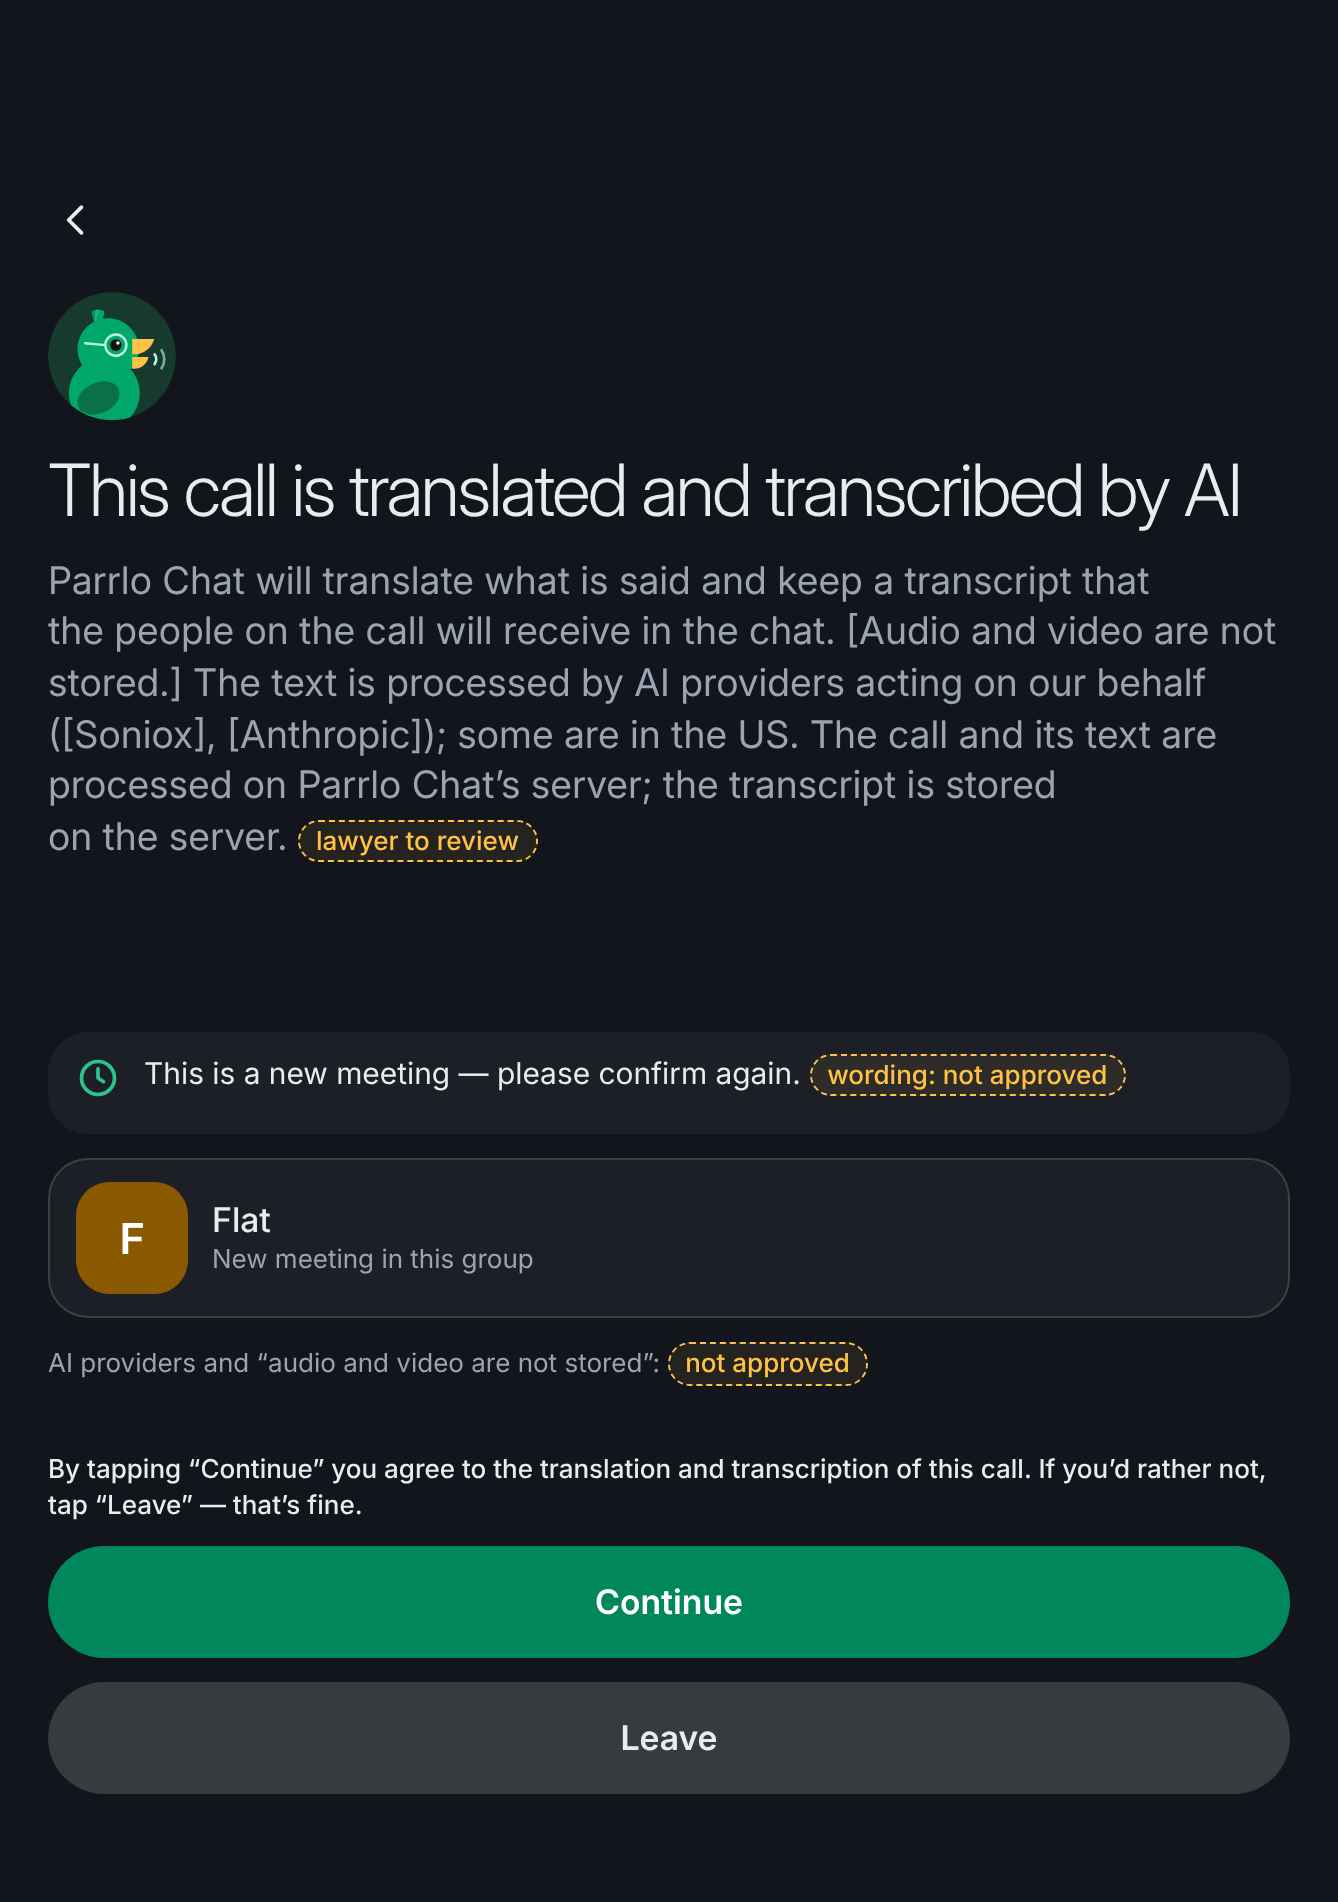 This call is translated and transcribed by AI
Parrlo Chat will translate what is said and keep a transcript that
the people on the call will receive in the chat. [Audio and video are not
stored.] The text is processed by AI providers acting on our behalf
([Soniox], [Anthropic]); some are in the US. The call and its text are
processed on Parrlo Chat’s server; the transcript is stored
on the server. lawyer to review
This is a new meeting — please confirm again. wording: not approved
F
Flat
New meeting in this group
AI providers and “audio and video are not stored”: not approved
By tapping “Continue” you agree to the translation and transcription of this call. If you’d rather not,
tap “Leave” — that’s fine.
Continue
Leave